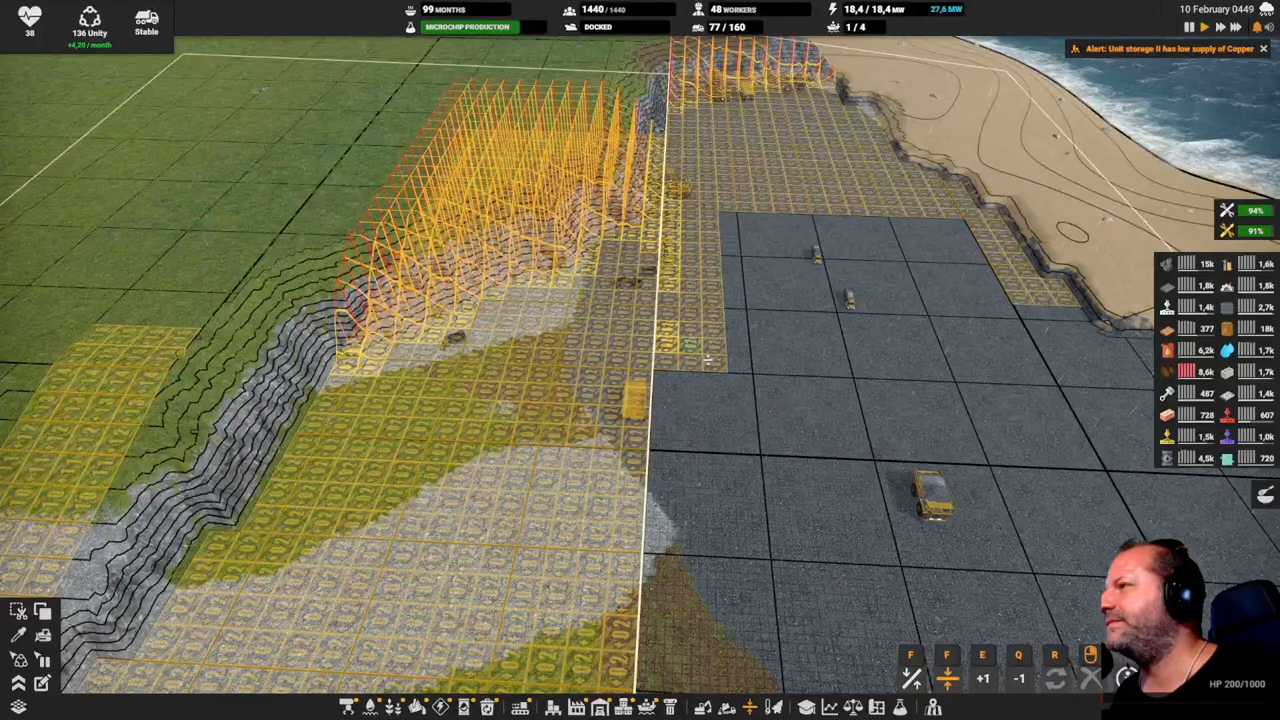 38
136 Unity
+4,20 / month
Stable
99 MONTHS
MICROCHIP PRODUCTION
1440 / 1440
DOCKED
48 WORKERS
77 / 160
18,4 / 18,4 MW
27,6 MW
1 / 4
10 February 0449
Alert: Unit storage II has low supply of Copper
94%
91%
15k
1,6k
1,8k
1,8k
1,4k
2,7k
377
18k
6,2k
1,7k
8,6k
1,7k
487
1,4k
728
607
1,5k
1,0k
4,5k
720
F
F
E
Q
R
+1
-1
HP 200/1000